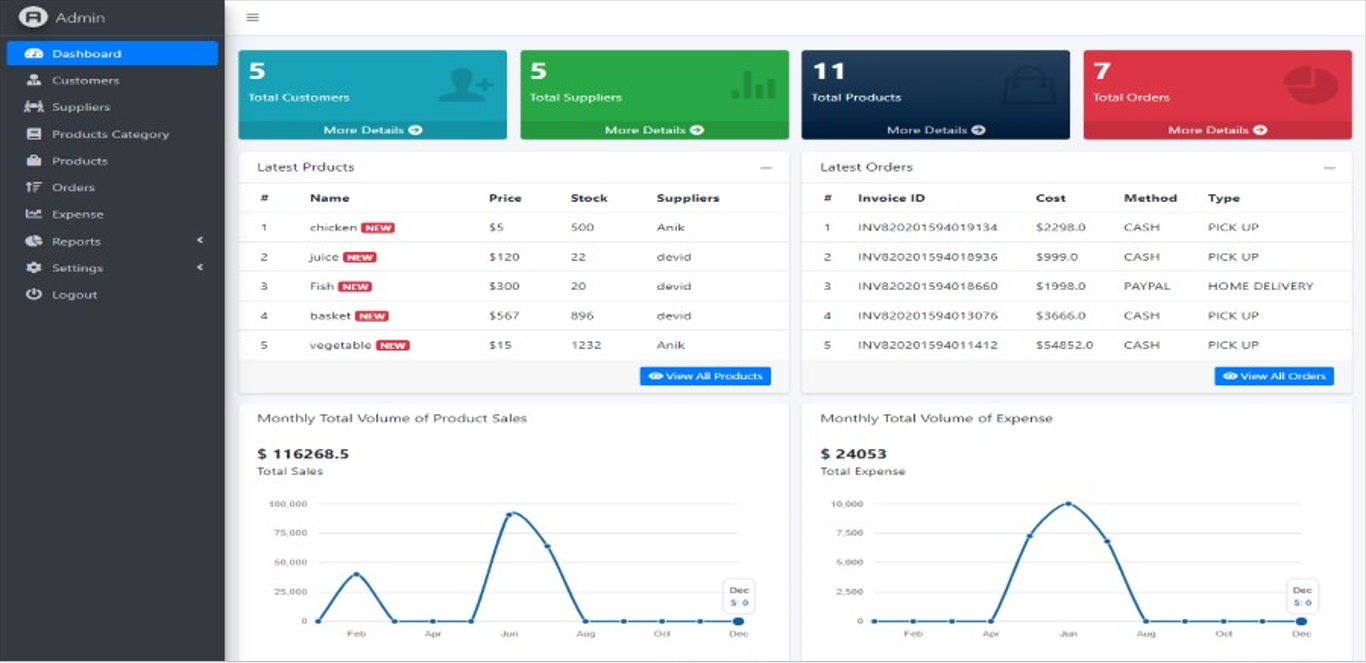 Admin
Dashboard
Customers
Suppliers
Products Category
Products
Orders
Expense
Reports
Settings
Logout
5
Total Customers
More Details
5
Total Suppliers
More Details
11
Total Products
More Details
7
Total Orders
More Details
Latest Prducts
# Name Price Stock Suppliers
1 chicken NEW $5 500 Anik
2 juice NEW $120 22 devid
3 Fish NEW $300 20 devid
4 basket NEW $567 896 devid
5 vegetable NEW $15 1232 Anik
View All Products
Latest Orders
# Invoice ID Cost Method Type
1 INV820201594019134 $2298.0 CASH PICK UP
2 INV820201594018936 $999.0 CASH PICK UP
3 INV820201594018660 $1998.0 PAYPAL HOME DELIVERY
4 INV820201594013076 $3666.0 CASH PICK UP
5 INV820201594011412 $54852.0 CASH PICK UP
View All Orders
Monthly Total Volume of Product Sales
$ 116268.5
Total Sales
100,000
75,000
50,000
25,000
0
Dec
$: 0
Feb Apr Jun Aug Oct Dec
Monthly Total Volume of Expense
$ 24053
Total Expense
10,000
7,500
5,000
2,500
0
Dec
$: 0
Feb Apr Jun Aug Oct Dec